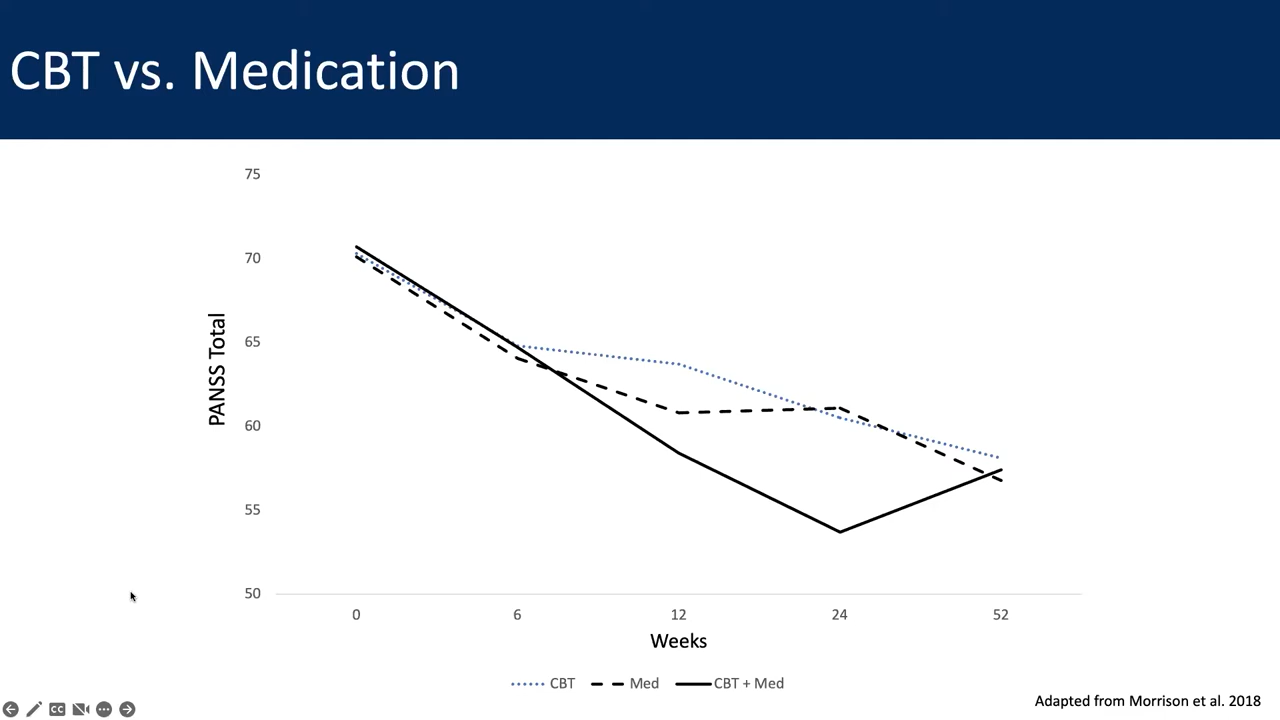 CBT vs. Medication
75
70
65
60
55
50
PANSS Total
0 6 12 24 52
Weeks
CBT Med CBT + Med
Adapted from Morrison et al. 2018
CC